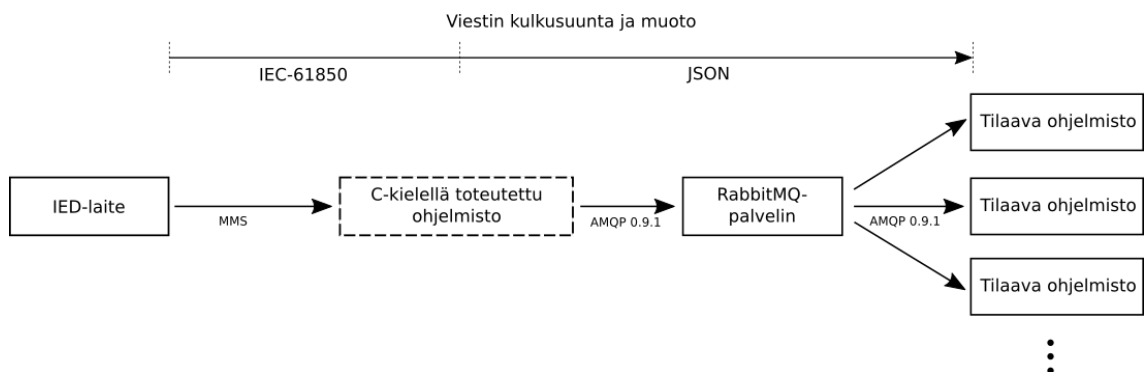 Viestin kulkusuunta ja muoto
IEC-61850
JSON
Tilaava ohjelmisto
IED-laite
MMS
C-kielellä toteutettu
ohjelmisto
AMQP 0.9.1
RabbitMQ-
palvelin
AMQP 0.9.1
Tilaava ohjelmisto
Tilaava ohjelmisto